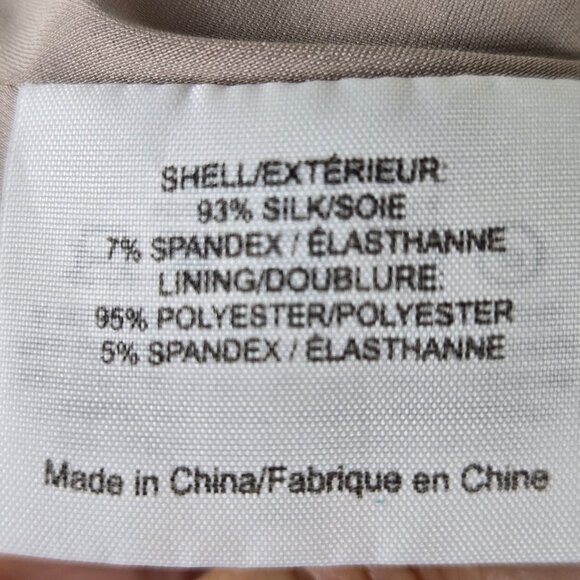 SHELL/EXTÉRIEUR:
93% SILK/SOIE
7% SPANDEX / ÉLASTHANNE
LINING/DOUBLURE:
95% POLYESTER/POLYESTER
5% SPANDEX / ÉLASTHANNE
Made in China/Fabrique en Chine